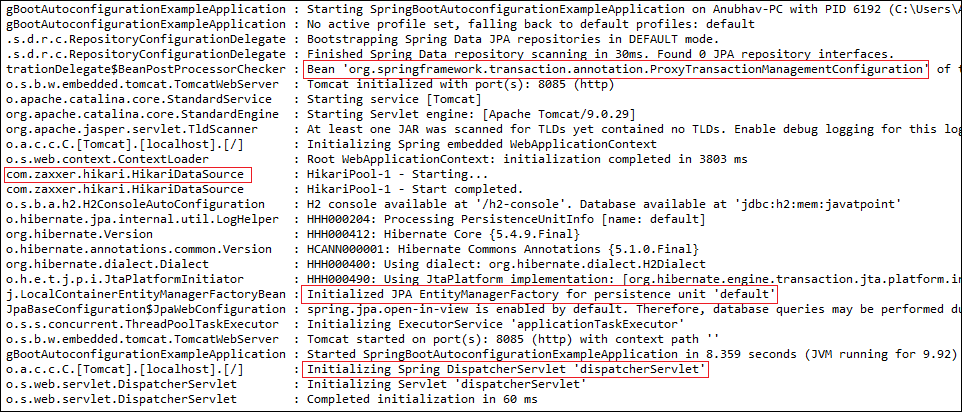 gBootAutoconfigurationExampleApplication : Starting SpringBootAutoconfigurationExampleApplication on Anubhav-PC with PID 6192 (C:\Users\A
gBootAutoconfigurationExampleApplication : No active profile set, falling back to default profiles: default
.s.d.r.c.RepositoryConfigurationDelegate : Bootstrapping Spring Data JPA repositories in DEFAULT mode.
.s.d.r.c.RepositoryConfigurationDelegate : Finished Spring Data repository scanning in 30ms. Found 0 JPA repository interfaces.
trationDelegate$BeanPostProcessorChecker : Bean 'org.springframework.transaction.annotation.ProxyTransactionManagementConfiguration' of t
o.s.b.w.embedded.tomcat.TomcatWebServer : Tomcat initialized with port(s): 8085 (http)
o.apache.catalina.core.StandardService : Starting service [Tomcat]
org.apache.catalina.core.StandardEngine : Starting Servlet engine: [Apache Tomcat/9.0.29]
org.apache.jasper.servlet.TldScanner : At least one JAR was scanned for TLDs yet contained no TLDs. Enable debug logging for this log
o.a.c.c.C.[Tomcat].[localhost].[/] : Initializing Spring embedded WebApplicationContext
o.s.web.context.ContextLoader : Root WebApplicationContext: initialization completed in 3803 ms
com.zaxxer.hikari.HikariDataSource : HikariPool-1 - Starting...
com.zaxxer.hikari.HikariDataSource : HikariPool-1 - Start completed.
o.s.b.a.h2.H2ConsoleAutoConfiguration : H2 console available at '/h2-console'. Database available at 'jdbc:h2:mem:javatpoint'
o.hibernate.jpa.internal.util.LogHelper : HHH000204: Processing PersistenceUnitInfo [name: default]
org.hibernate.Version : HHH000412: Hibernate Core {5.4.9.Final}
o.hibernate.annotations.common.Version : HCANN000001: Hibernate Commons Annotations {5.1.0.Final}
org.hibernate.dialect.Dialect : HHH000400: Using dialect: org.hibernate.dialect.H2Dialect
o.h.e.t.j.p.i.JtaPlatformInitiator : HHH000490: Using JtaPlatform implementation: [org.hibernate.engine.transaction.jta.platform.in
j.LocalContainerEntityManagerFactoryBean : Initialized JPA EntityManagerFactory for persistence unit 'default'
JpaBaseConfiguration$JpaWebConfiguration : spring.jpa.open-in-view is enabled by default. Therefore, database queries may be performed du
o.s.s.concurrent.ThreadPoolTaskExecutor : Initializing ExecutorService 'applicationTaskExecutor'
o.s.b.w.embedded.tomcat.TomcatWebServer : Tomcat started on port(s): 8085 (http) with context path ''
gBootAutoconfigurationExampleApplication : Started SpringBootAutoconfigurationExampleApplication in 8.359 seconds (JVM running for 9.92)
o.a.c.c.C.[Tomcat].[localhost].[/] : Initializing Spring DispatcherServlet 'dispatcherServlet'
o.s.web.servlet.DispatcherServlet : Initializing Servlet 'dispatcherServlet'
o.s.web.servlet.DispatcherServlet : Completed initialization in 60 ms